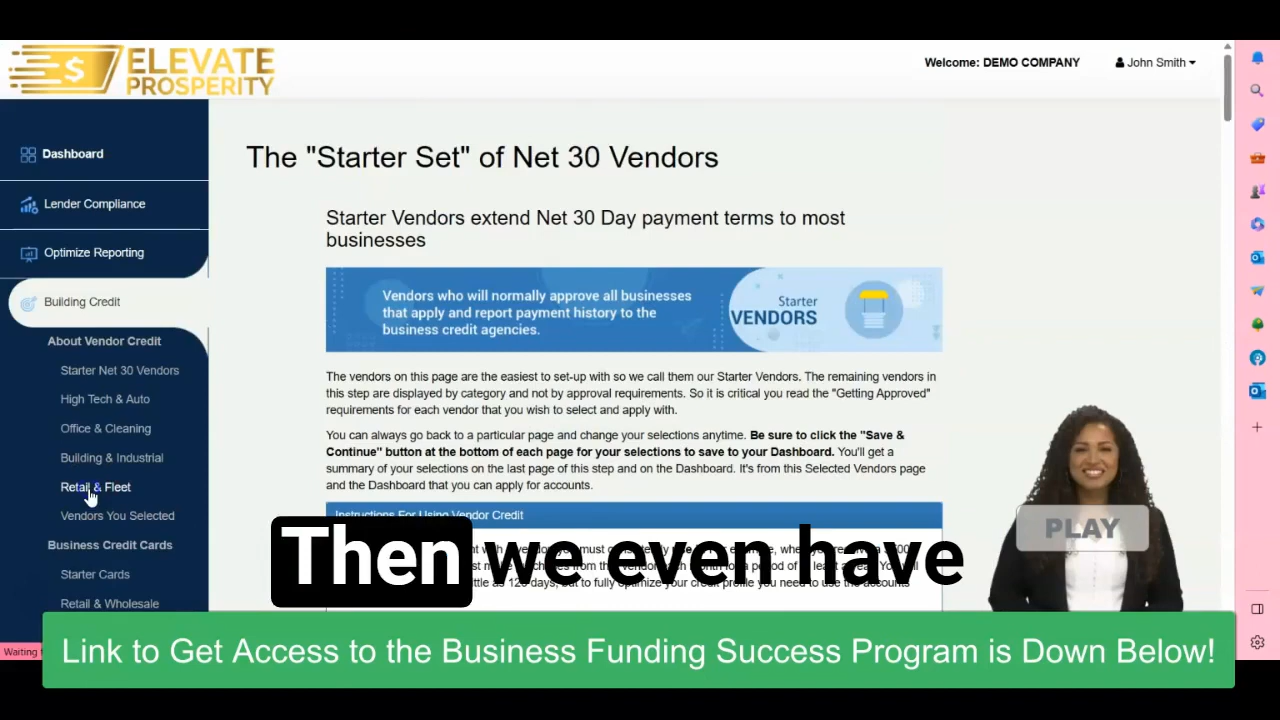 $ ELEVATE
PROSPERITY
Welcome: DEMO COMPANY
John Smith
Dashboard
Lender Compliance
Optimize Reporting
Building Credit
About Vendor Credit
Starter Net 30 Vendors
High Tech & Auto
Office & Cleaning
Building & Industrial
Retail & Fleet
Vendors You Selected
Business Credit Cards
Starter Cards
Retail & Wholesale
The "Starter Set" of Net 30 Vendors
Starter Vendors extend Net 30 Day payment terms to most
businesses
Vendors who will normally approve all businesses
that apply and report payment history to the
business credit agencies.
Starter
VENDORS
The vendors on this page are the easiest to set-up with so we call them our Starter Vendors. The remaining vendors in
this step are displayed by category and not by approval requirements. So it is critical you read the "Getting Approved"
requirements for each vendor that you wish to select and apply with.
You can always go back to a particular page and change your selections anytime. Be sure to click the "Save &
Continue" button at the bottom of each page for your selections to save to your Dashboard. You'll get a
summary of your selections on the last page of this step and on the Dashboard. It's from this Selected Vendors page
and the Dashboard that you can apply for accounts.
Instructions For Using Vendor Credit
PLAY
Then we even have
Waiting
Link to Get Access to the Business Funding Success Program is Down Below!